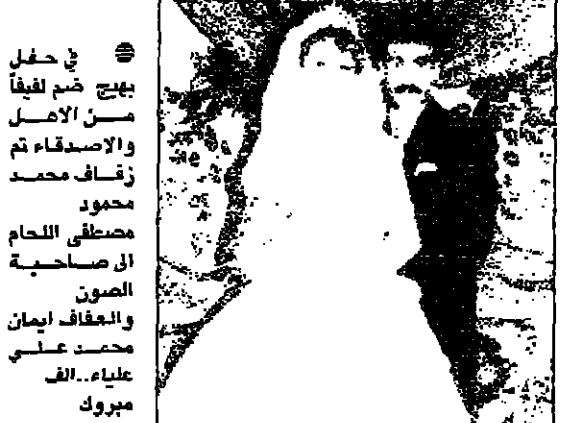 في حفل
بهيج ضم لفيفاً
من الاهل
والاصدقاء تم
زفاف محمد
محمود
مصطفى اللحام
الى صاحبة
الصون
والعفاف ايمان
محمد علي
علياء..الف
مبروك